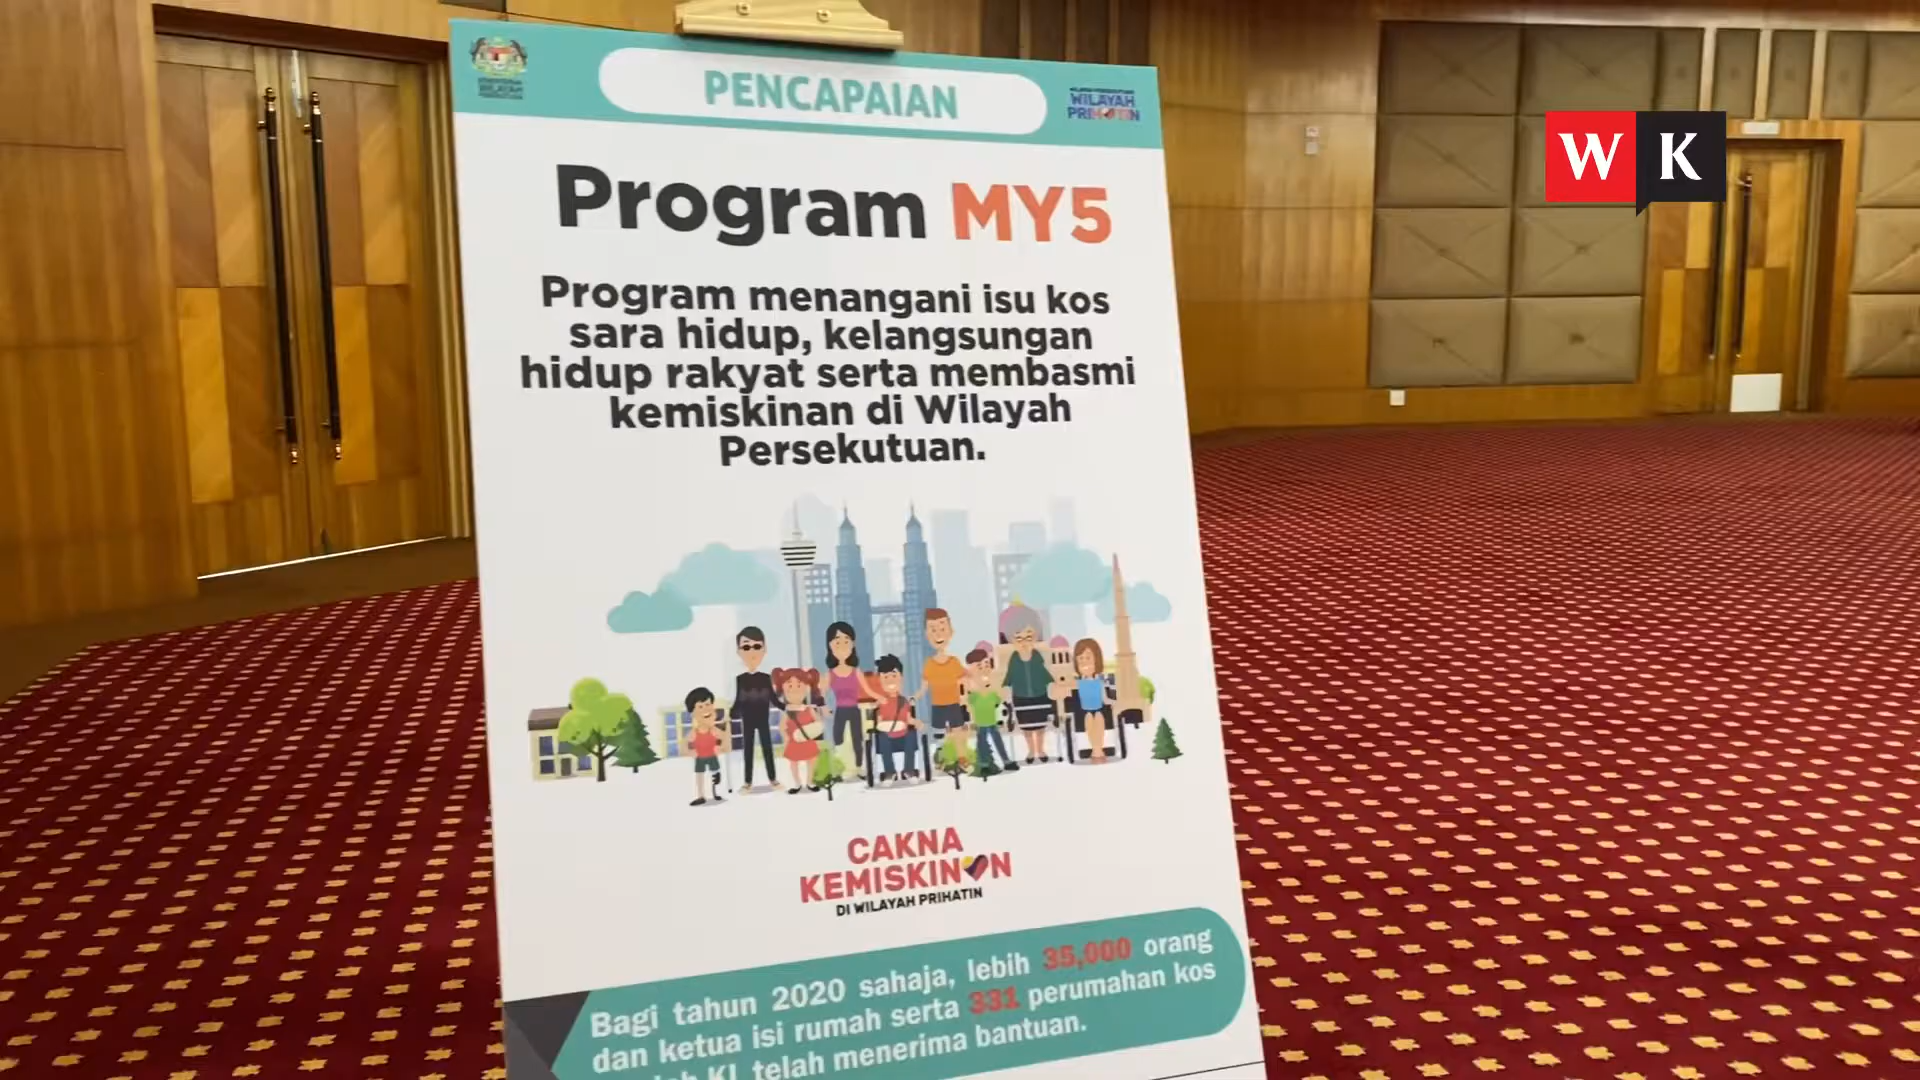 PENCAPAIAN
WILAYAH
PRIHATIN
W K
Program MY5
Program menangani isu kos
sara hidup, kelangsungan
hidup rakyat serta membasmi
kemiskinan di Wilayah
Persekutuan.
CAKNA
KEMISKINAN
DI WILAYAH PRIHATIN
Bagi tahun 2020 sahaja, lebih 35,000 orang
dan ketua isi rumah serta 331 perumahan kos
KL telah menerima bantuan.